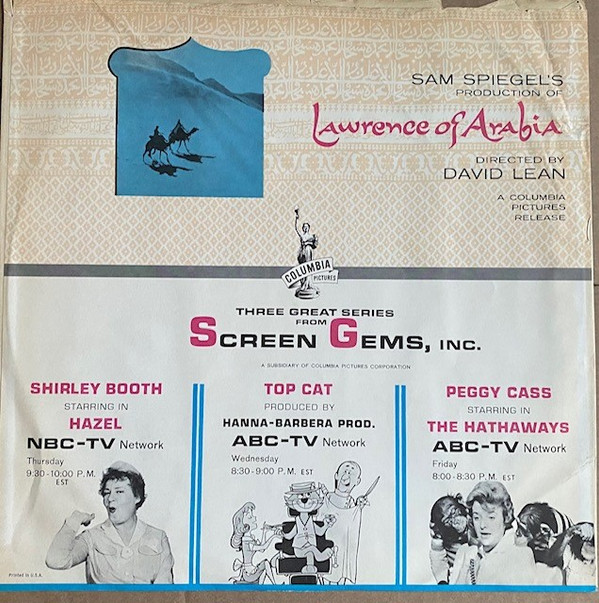 SAM SPIEGEL'S
PRODUCTION OF
Lawrence of Arabia
DIRECTED BY
DAVID LEAN
A COLUMBIA
PICTURES
RELEASE
COLUMBIA
PICTURES
THREE GREAT SERIES
FROM
SCREEN GEMS, INC.
A SUBSIDIARY OF COLUMBIA PICTURES CORPORATION
SHIRLEY BOOTH
STARRING IN
HAZEL
NBC-TV Network
Thursday
9:30-10:00 P.M.
EST
TOP CAT
PRODUCED BY
HANNA-BARBERA PROD.
ABC-TV Network
Wednesday
8:30-9:00 P.M. EST
PEGGY CASS
STARRING IN
THE HATHAWAYS
ABC-TV Network
Friday
8:00-8:30 P.M. EST
Printed in U.S.A.